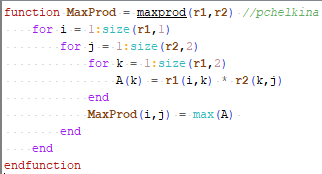 function MaxProd = maxprod(r1,r2) //pchelkina
for i = 1:size(r1,1)
for j = 1:size(r2,2)
for k = 1:size(r1,2)
A(k) = r1(i,k) * r2(k,j)
end
MaxProd(i,j) = max(A)
end
end
endfunction